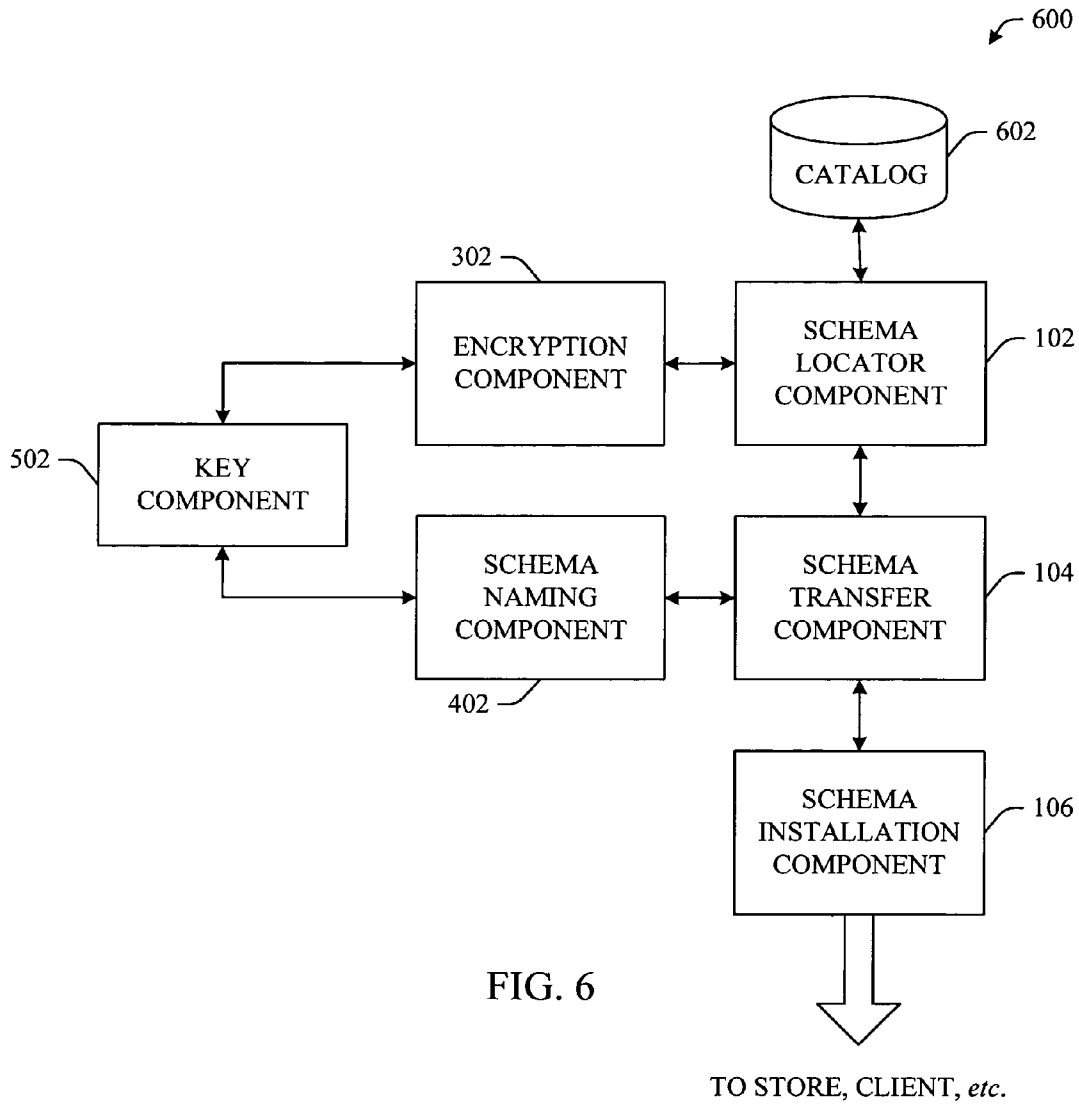 600
602
CATALOG
302
ENCRYPTION
COMPONENT
SCHEMA
LOCATOR
COMPONENT
102
502
KEY
COMPONENT
SCHEMA
NAMING
COMPONENT
402
SCHEMA
TRANSFER
COMPONENT
104
SCHEMA
INSTALLATION
COMPONENT
106
FIG. 6
TO STORE, CLIENT, etc.